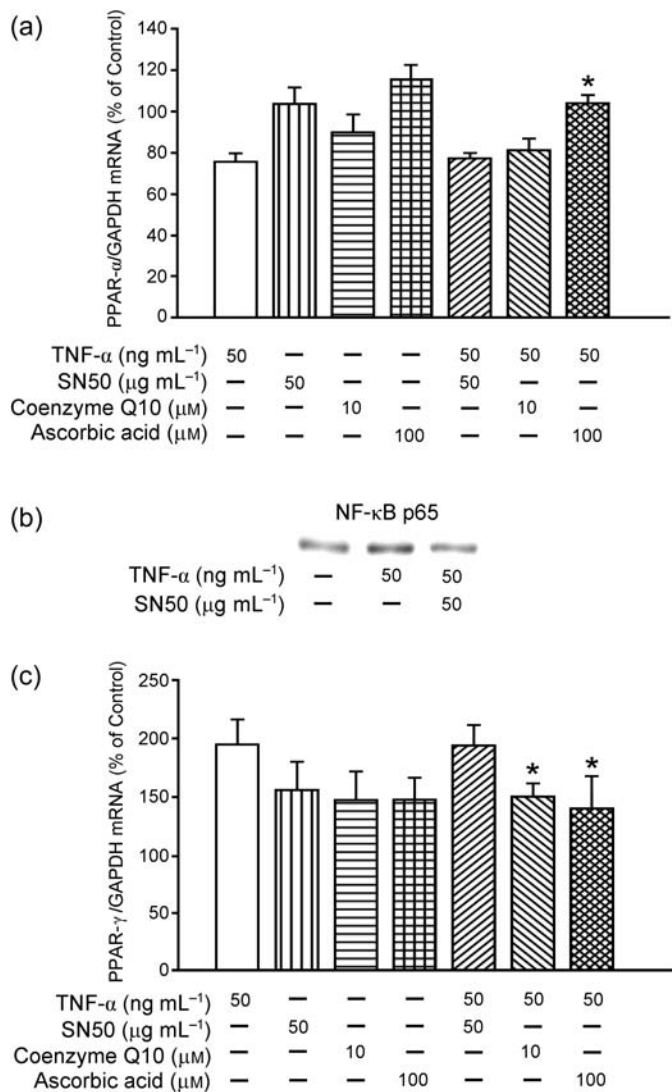 (a)
PPAR-α/GAPDH mRNA (% of Control)
140
120
100
80
60
40
20
0
*
TNF-α (ng mL⁻¹) 50 — — — 50 50 50
SN50 (μg mL⁻¹) — 50 — — 50 — —
Coenzyme Q10 (μM) — — 10 — — 10 —
Ascorbic acid (μM) — — — 100 — — 100
(b)
NF-κB p65
TNF-α (ng mL⁻¹) — 50 50
SN50 (μg mL⁻¹) — — 50
(c)
PPAR-γ/GAPDH mRNA (% of Control)
250
200
150
100
50
0
* *
TNF-α (ng mL⁻¹) 50 — — — 50 50 50
SN50 (μg mL⁻¹) — 50 — — 50 — —
Coenzyme Q10 (μM) — — 10 — — 10 —
Ascorbic acid (μM) — — — 100 — — 100